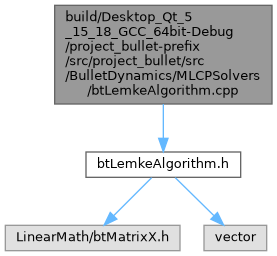 build/Desktop_Qt_5
_15_18_GCC_64bit-Debug
/project_bullet-prefix
/src/project_bullet/src
/BulletDynamics/MLCPSolvers
/btLemkeAlgorithm.cpp
btLemkeAlgorithm.h
LinearMath/btMatrixX.h
vector